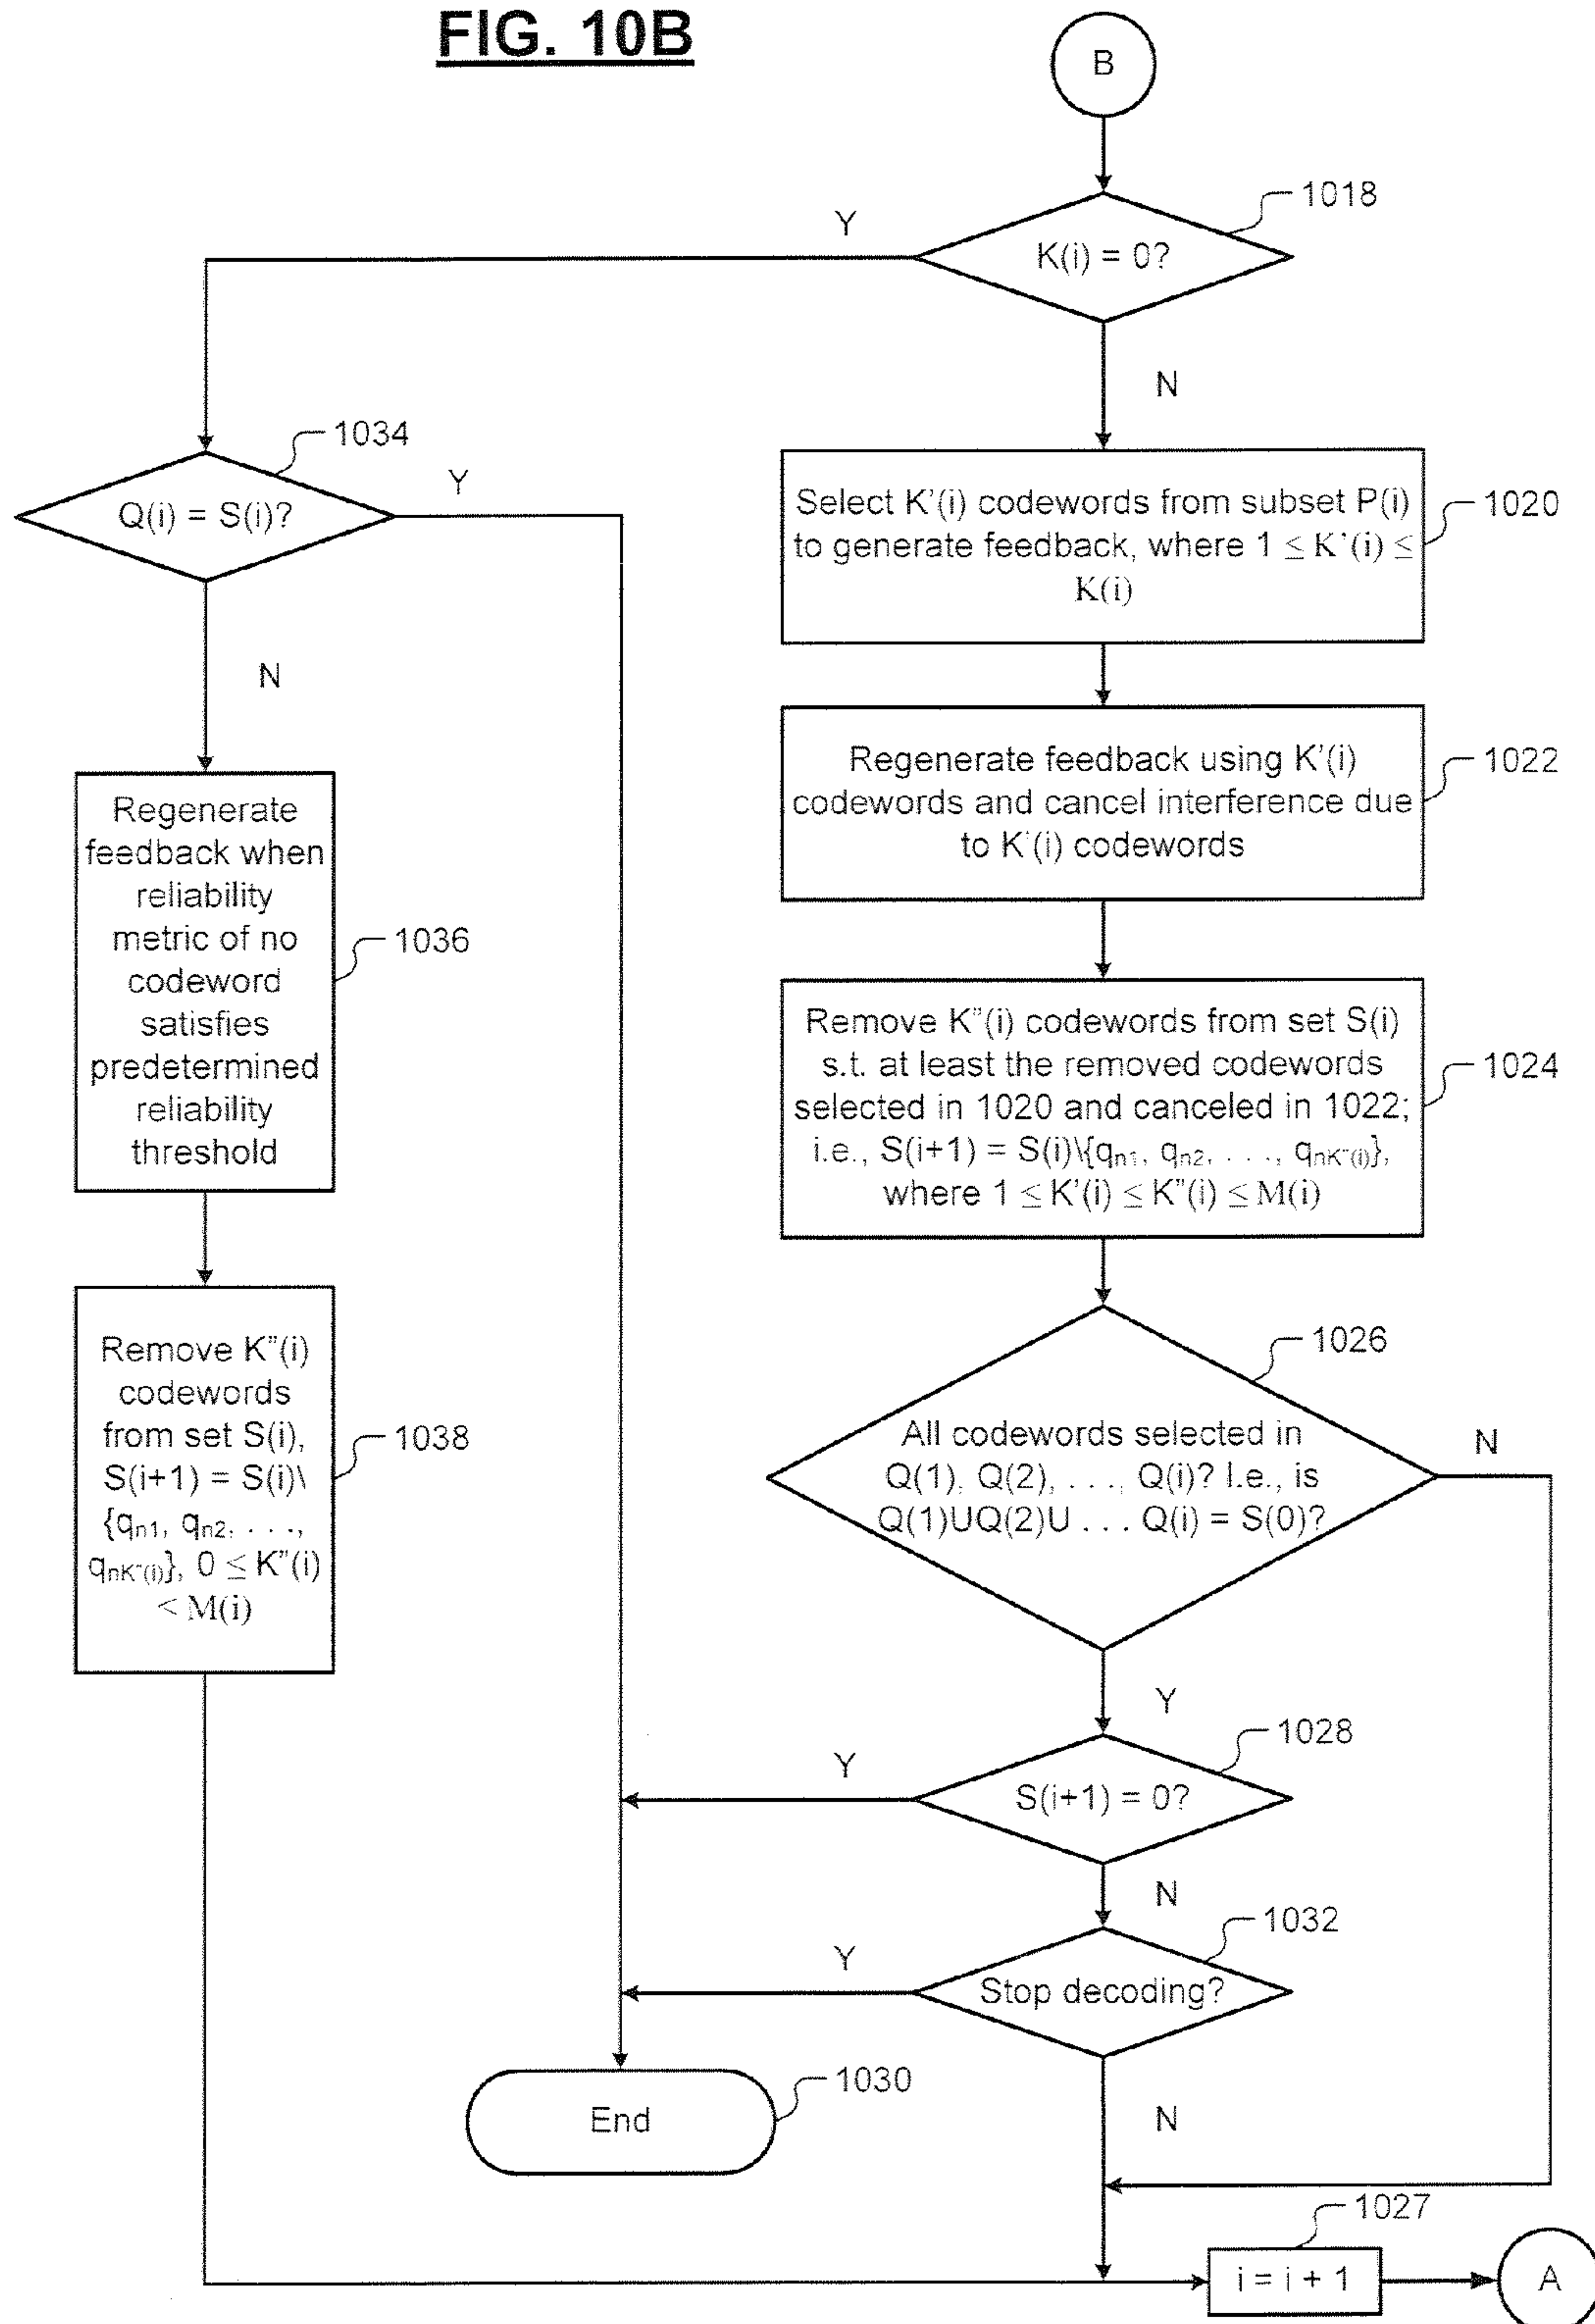 FIG. 10B
B
1018
Y
K(i) = 0?
N
1034
Q(i) = S(i)?
Y
N
Select K'(i) codewords from subset P(i)
to generate feedback, where 1 ≤ K'(i) ≤
K(i)
1020
Regenerate feedback using K'(i)
codewords and cancel interference due
to K'(i) codewords
1022
Regenerate
feedback when
reliability
metric of no
codeword
satisfies
predetermined
reliability
threshold
1036
Remove K"(i) codewords from set S(i)
s.t. at least the removed codewords
selected in 1020 and canceled in 1022;
i.e., S(i+1) = S(i)\{qn1, qn2, . . ., qnK"(i)},
where 1 ≤ K'(i) ≤ K"(i) ≤ M(i)
1024
Remove K"(i)
codewords
from set S(i),
S(i+1) = S(i)\
{qn1, qn2, . . .,
qnK"(i)}, 0 ≤ K"(i)
< M(i)
1038
1026
All codewords selected in
Q(1), Q(2), . . ., Q(i)? I.e., is
Q(1)UQ(2)U . . . Q(i) = S(0)?
N
Y
1028
Y
S(i+1) = 0?
N
1032
Y
Stop decoding?
1030
End
N
1027
i = i + 1
A